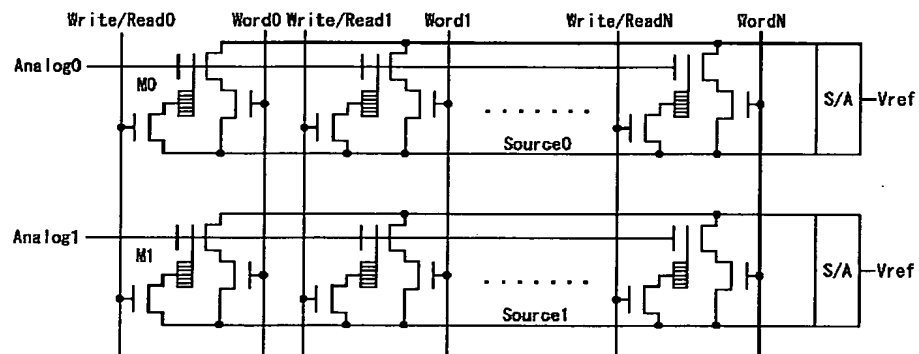 Write/Read0 Word0 Write/Read1 Word1 Write/ReadN WordN
Analog0
M0
S/A Vref
Source0
Analog1
M1
S/A Vref
Source1